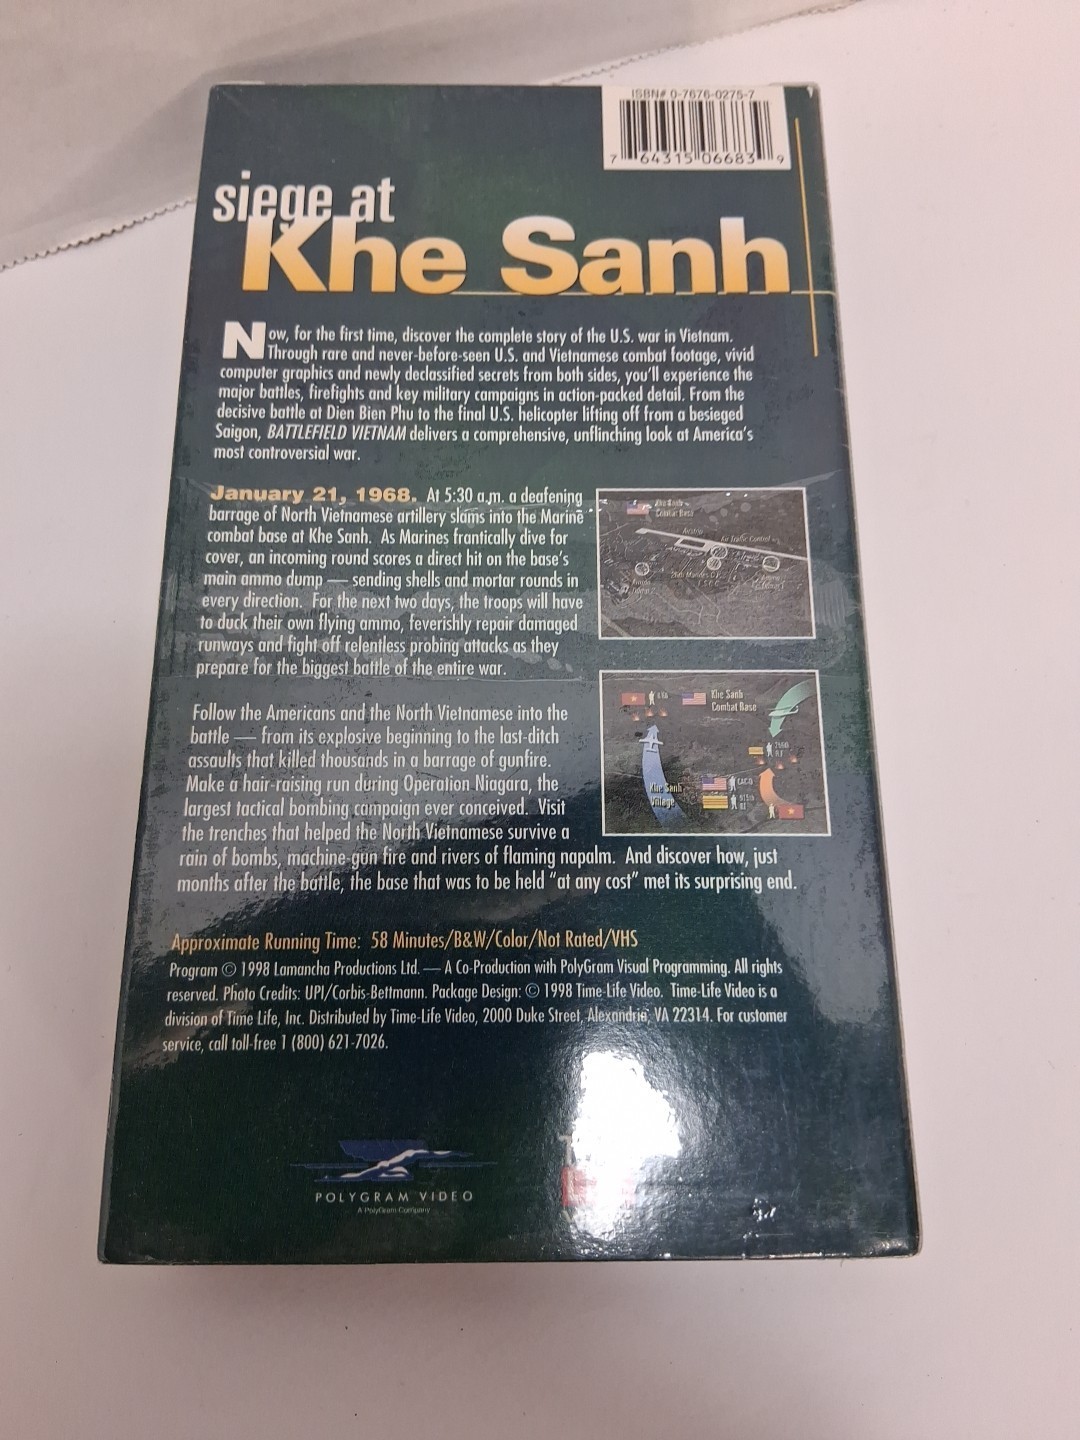 ISBN# 0-7676-0275-7
7 64315 06683 9
siege at
Khe Sanh
Now, for the first time, discover the complete story of the U.S. war in Vietnam.
Through rare and never-before-seen U.S. and Vietnamese combat footage, vivid
computer graphics and newly declassified secrets from both sides, you'll experience the
major battles, firefights and key military campaigns in action-packed detail. From the
decisive battle at Dien Bien Phu to the final U.S. helicopter lifting off from a besieged
Saigon, BATTLEFIELD VIETNAM delivers a comprehensive, unflinching look at America's
most controversial war.
January 21, 1968. At 5:30 a.m. a deafening
barrage of North Vietnamese artillery slams into the Marine
combat base at Khe Sanh. As Marines frantically dive for
cover, an incoming round scores a direct hit on the base's
main ammo dump — sending shells and mortar rounds in
every direction. For the next two days, the troops will have
to duck their own flying ammo, feverishly repair damaged
runways and fight off relentless probing attacks as they
prepare for the biggest battle of the entire war.
Khe Sanh
Combat Base
Airstrip
Air Traffic Control
Khe Sanh
Combat Base
Khe Sanh
Village
CACO
Follow the Americans and the North Vietnamese into the
battle — from its explosive beginning to the last-ditch
assaults that killed thousands in a barrage of gunfire.
Make a hair-raising run during Operation Niagara, the
largest tactical bombing campaign ever conceived. Visit
the trenches that helped the North Vietnamese survive a
rain of bombs, machine-gun fire and rivers of flaming napalm. And discover how, just
months after the battle, the base that was to be held "at any cost" met its surprising end.
Approximate Running Time: 58 Minutes/B&W/Color/Not Rated/VHS
Program © 1998 Lamancha Productions Ltd. — A Co-Production with PolyGram Visual Programming. All rights
reserved. Photo Credits: UPI/Corbis-Bettmann. Package Design: © 1998 Time-Life Video. Time-Life Video is a
division of Time Life, Inc. Distributed by Time-Life Video, 2000 Duke Street, Alexandria, VA 22314. For customer
service, call toll-free 1 (800) 621-7026.
POLYGRAM VIDEO
A PolyGram Company